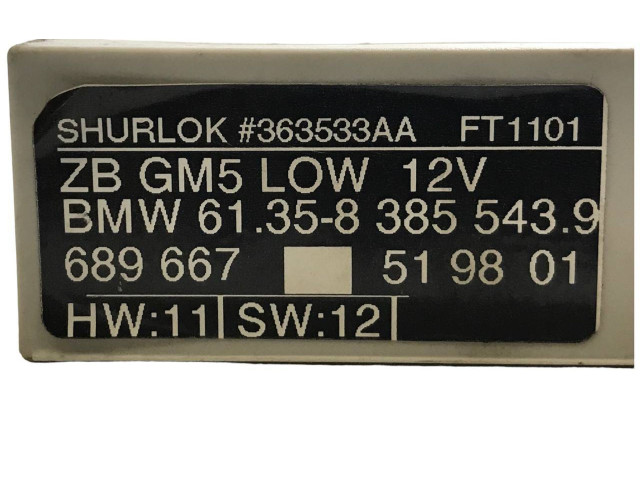 SHURLOK #363533AA FT1101
ZB GM5 LOW 12V
BMW 61.35-8 385 543.9
689 667 51 98 01
HW:11 SW:12